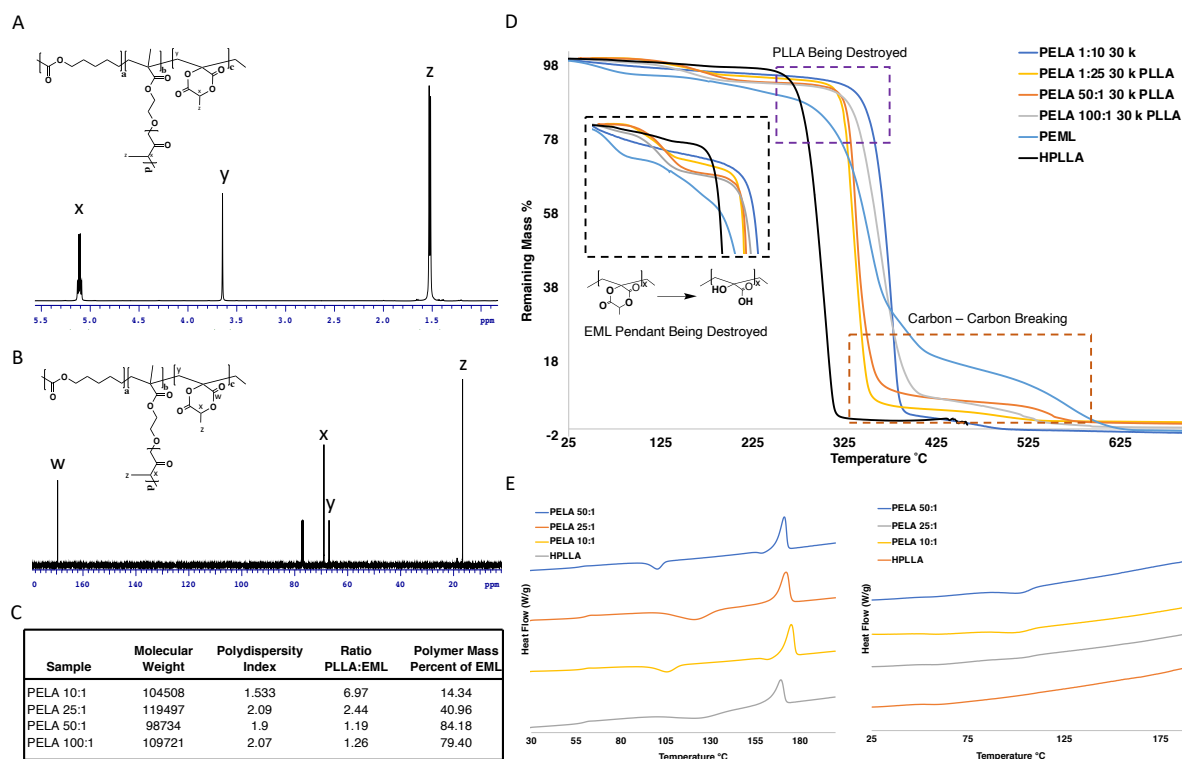 A
x
y
z
5.5 5.0 4.5 4.0 3.5 3.0 2.5 2.0 1.5 ppm
B
w
x
y
z
160 140 120 100 80 60 40 20 ppm
C
Sample Molecular Weight Polydispersity Index Ratio PLLA:EML Polymer Mass Percent of EML
PELA 10:1 104508 1.533 6.97 14.34
PELA 25:1 119497 2.09 2.44 40.96
PELA 50:1 98734 1.9 1.19 84.18
PELA 100:1 109721 2.07 1.26 79.40
D
PLLA Being Destroyed
PELA 1:10 30 k
PELA 1:25 30 k PLLA
PELA 50:1 30 k PLLA
PELA 100:1 30 k PLLA
PEML
HPLLA
98
78
58
38
18
-2
Remaining Mass %
EML Pendant Being Destroyed
Carbon – Carbon Breaking
25 125 225 325 425 525 625
Temperature ˚C
E
PELA 50:1
PELA 25:1
PELA 10:1
HPLLA
Heat Flow (W/g)
30 55 80 105 130 155 180
Temperature °C
PELA 50:1
PELA 25:1
PELA 10:1
HPLLA
Heat Flow (W/g)
25 75 125 175
Temperature °C